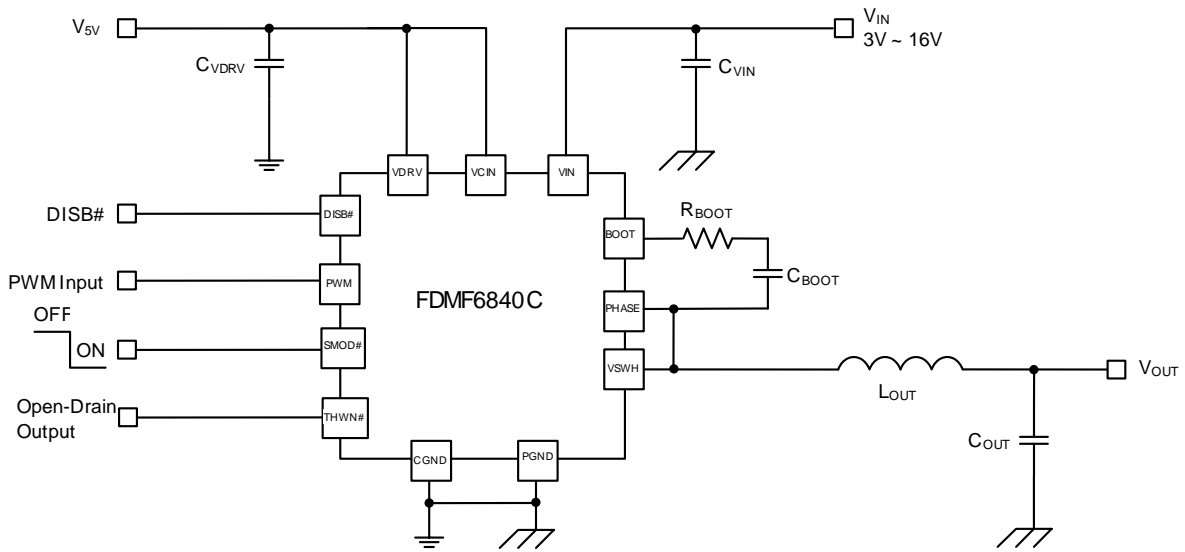 V5V
VIN
3V ~ 16V
CVDRV
CVIN
VDRV
VCIN
VIN
DISB#
DISB#
BOOT
RBOOT
PWM Input
PWM
FDMF6840C
CBOOT
PHASE
OFF
ON
SMOD#
VSWH
LOUT
VOUT
Open-Drain
Output
THWN#
COUT
CGND
PGND